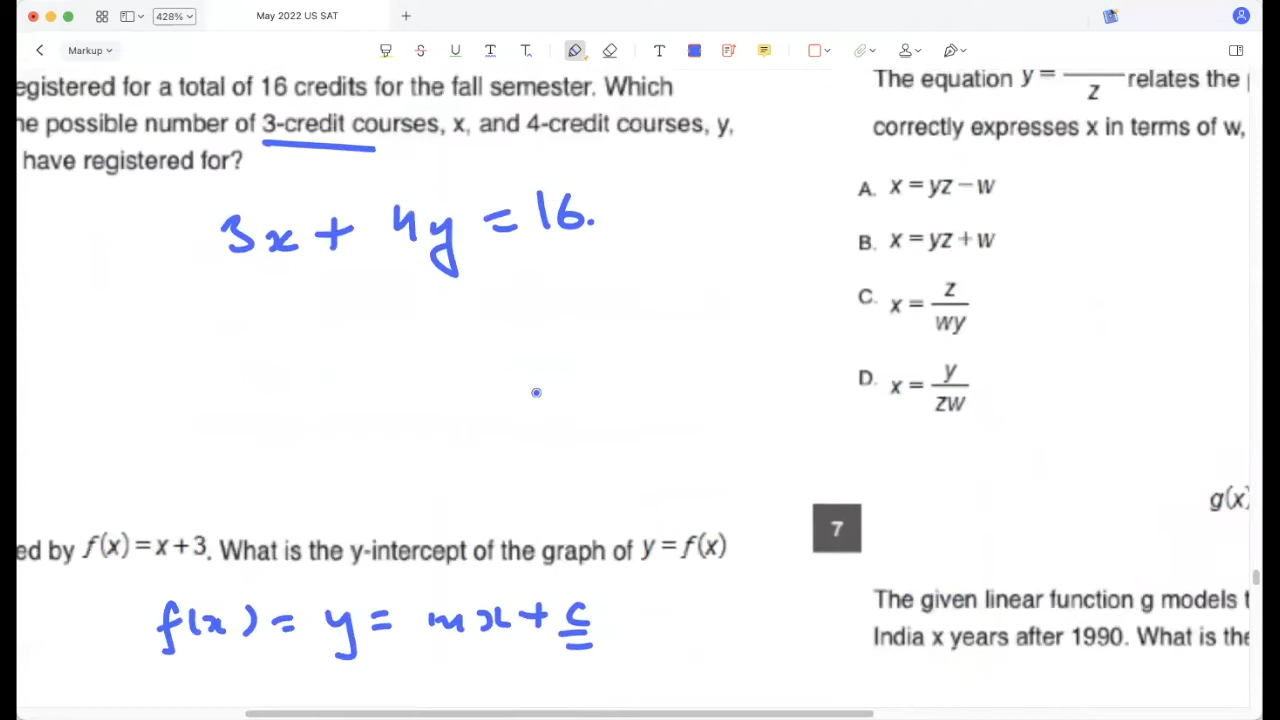 428%
May 2022 US SAT
Markup
egistered for a total of 16 credits for the fall semester. Which
ne possible number of 3-credit courses, x, and 4-credit courses, y,
have registered for?
3x + 4y = 16.
ed by f(x) = x + 3. What is the y-intercept of the graph of y = f(x)
f(x) = y = mx + c
The equation y = z relates the
correctly expresses x in terms of w,
A. x = yz − w
B. x = yz + w
C. x = z/wy
D. x = y/zw
g(x)
7
The given linear function g models t
India x years after 1990. What is the